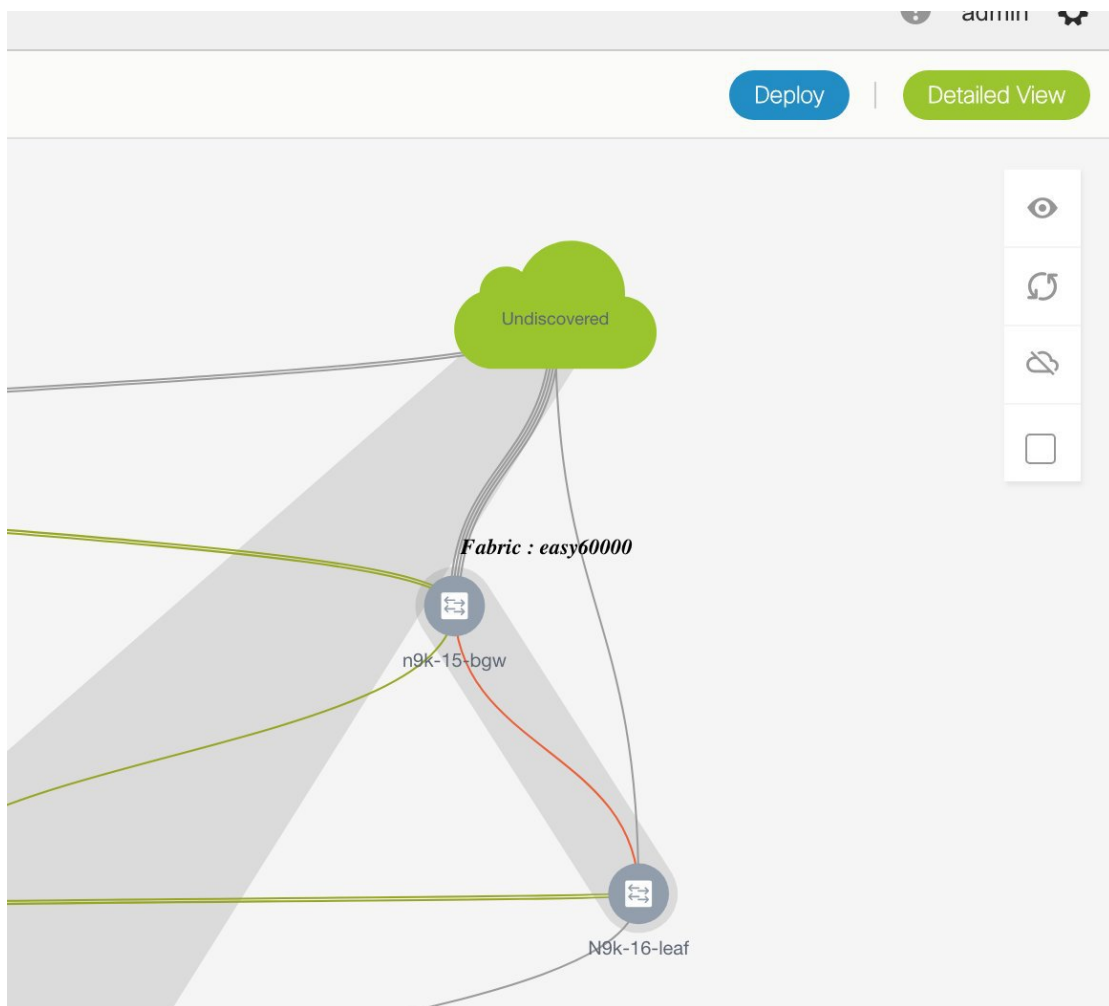 admin
Deploy
Detailed View
Undiscovered
Fabric : easy60000
n9k-15-bgw
N9k-16-leaf